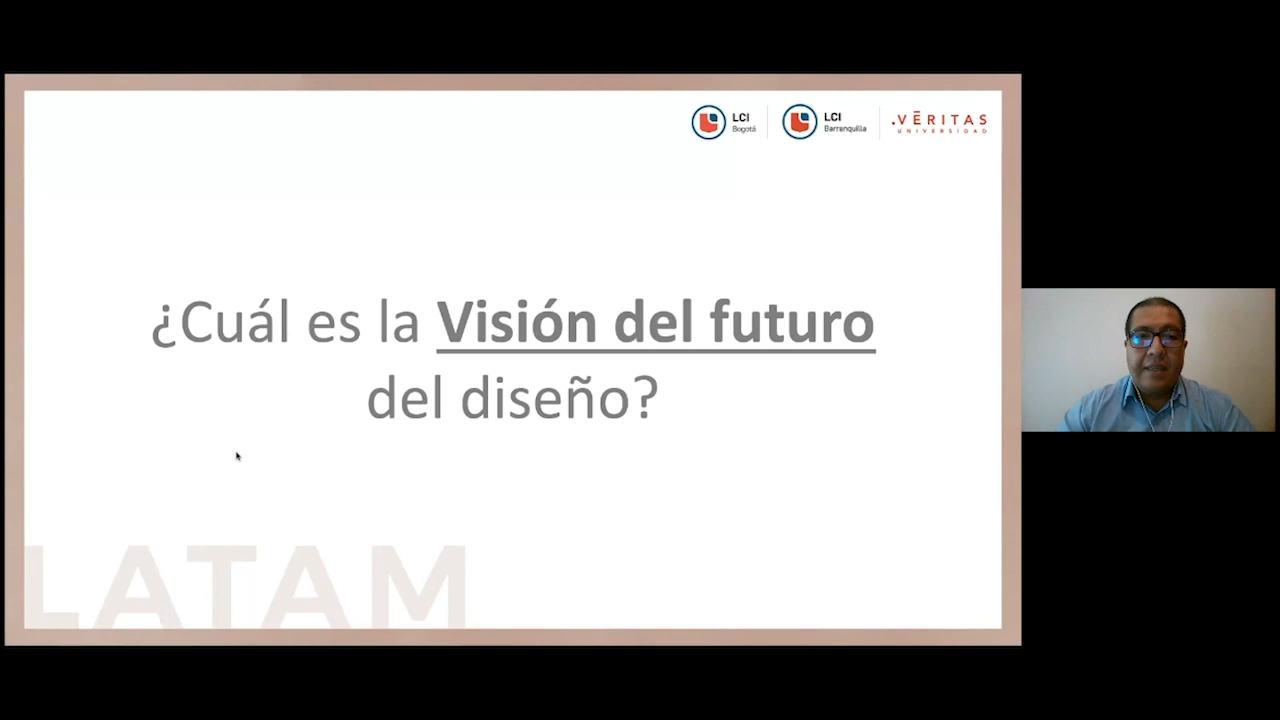 LCI
Bogotá
LCI
Barranquilla
.VĒRITAS
UNIVERSIDAD
¿Cuál es la Visión del futuro
del diseño?
LATAM